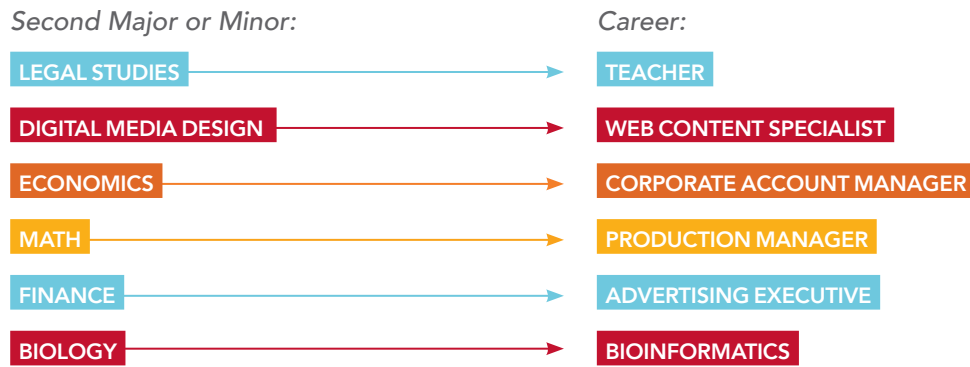 Second Major or Minor: Career:
LEGAL STUDIES TEACHER
DIGITAL MEDIA DESIGN WEB CONTENT SPECIALIST
ECONOMICS CORPORATE ACCOUNT MANAGER
MATH PRODUCTION MANAGER
FINANCE ADVERTISING EXECUTIVE
BIOLOGY BIOINFORMATICS